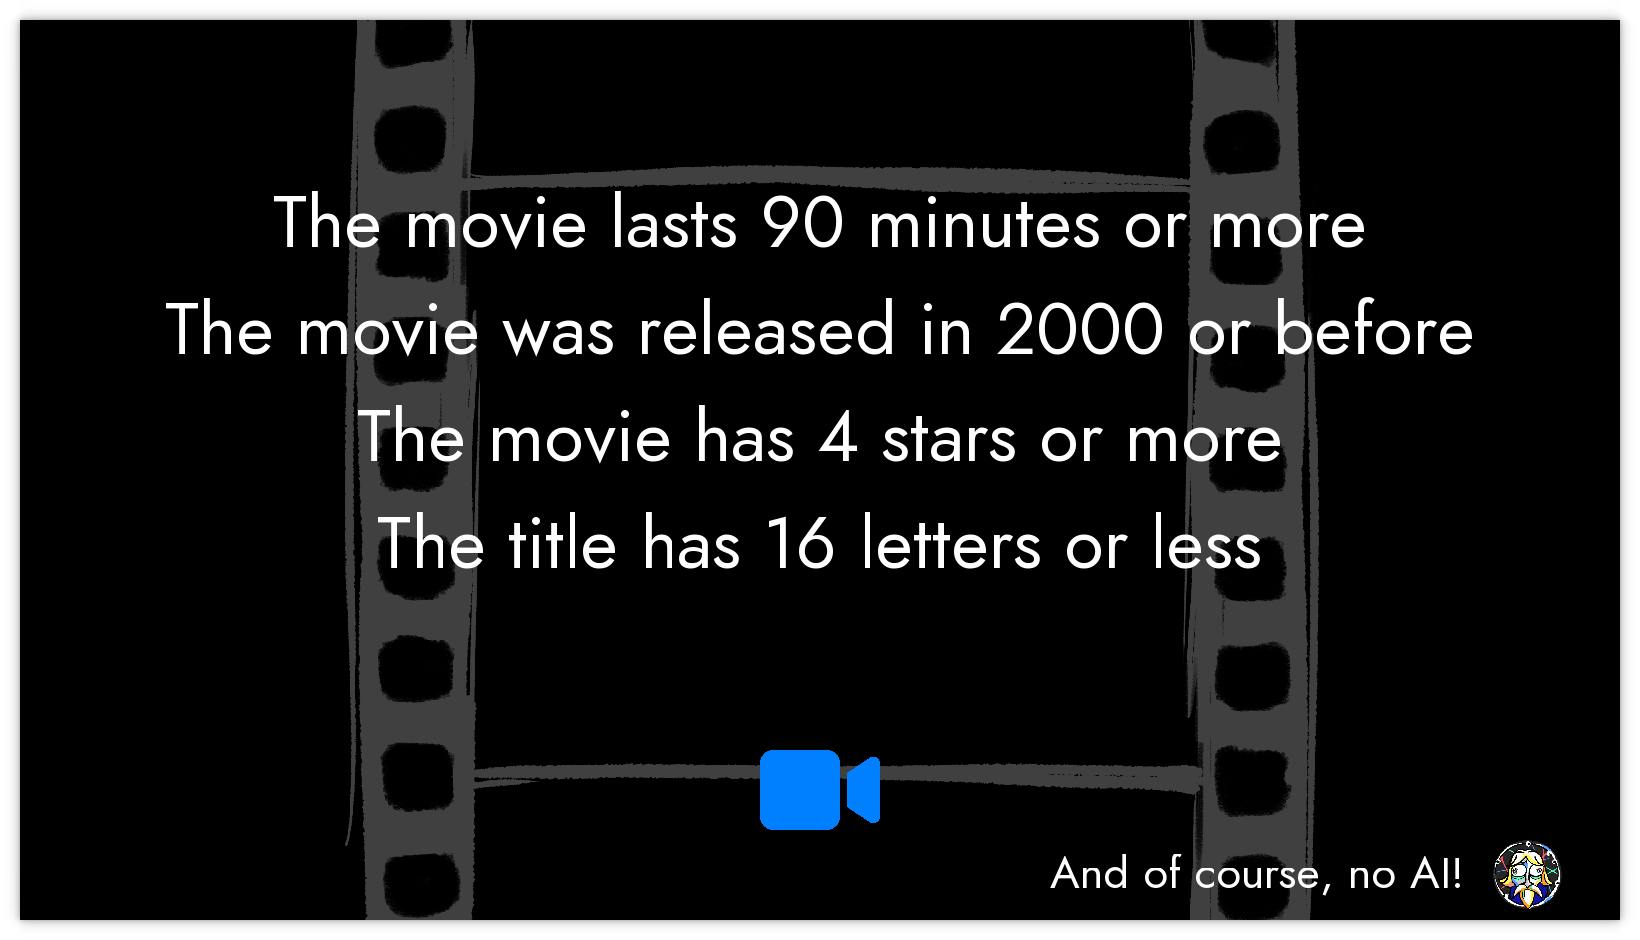 The movie lasts 90 minutes or more
The movie was released in 2000 or before
The movie has 4 stars or more
The title has 16 letters or less
And of course, no AI!